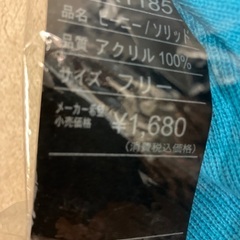 1185
品名 ビーニー/ソリッド
品質 アクリル100%
サイズ フリー
メーカー希望
小売価格 ¥1,680
(消費税込価格)